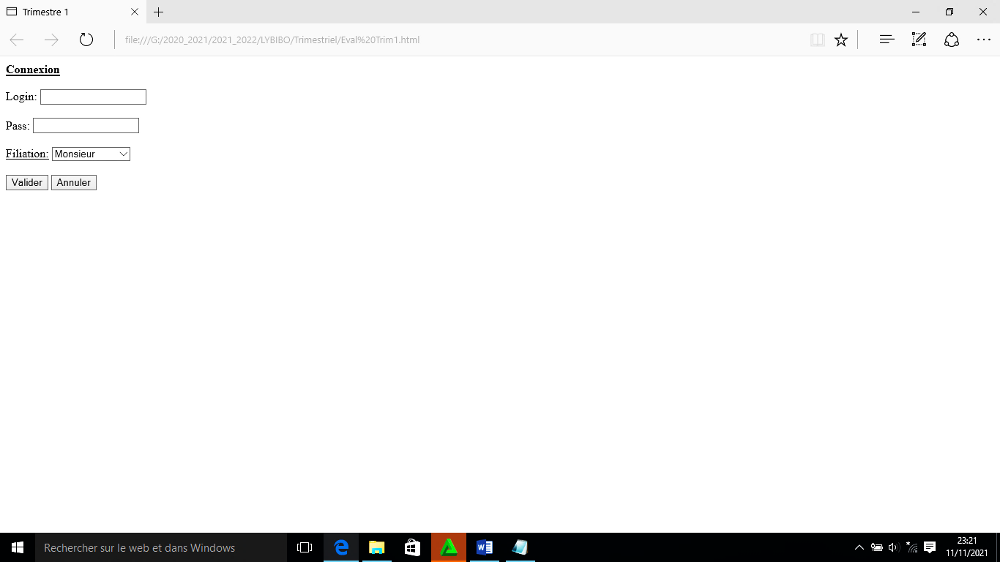 Trimestre 1
file:///G:/2020_2021/2021_2022/LYBIBO/Trimestriel/Eval%20Trim1.html
Connexion
Login:
Pass:
Filiation: Monsieur
Valider Annuler
Rechercher sur le web et dans Windows
23:21
11/11/2021